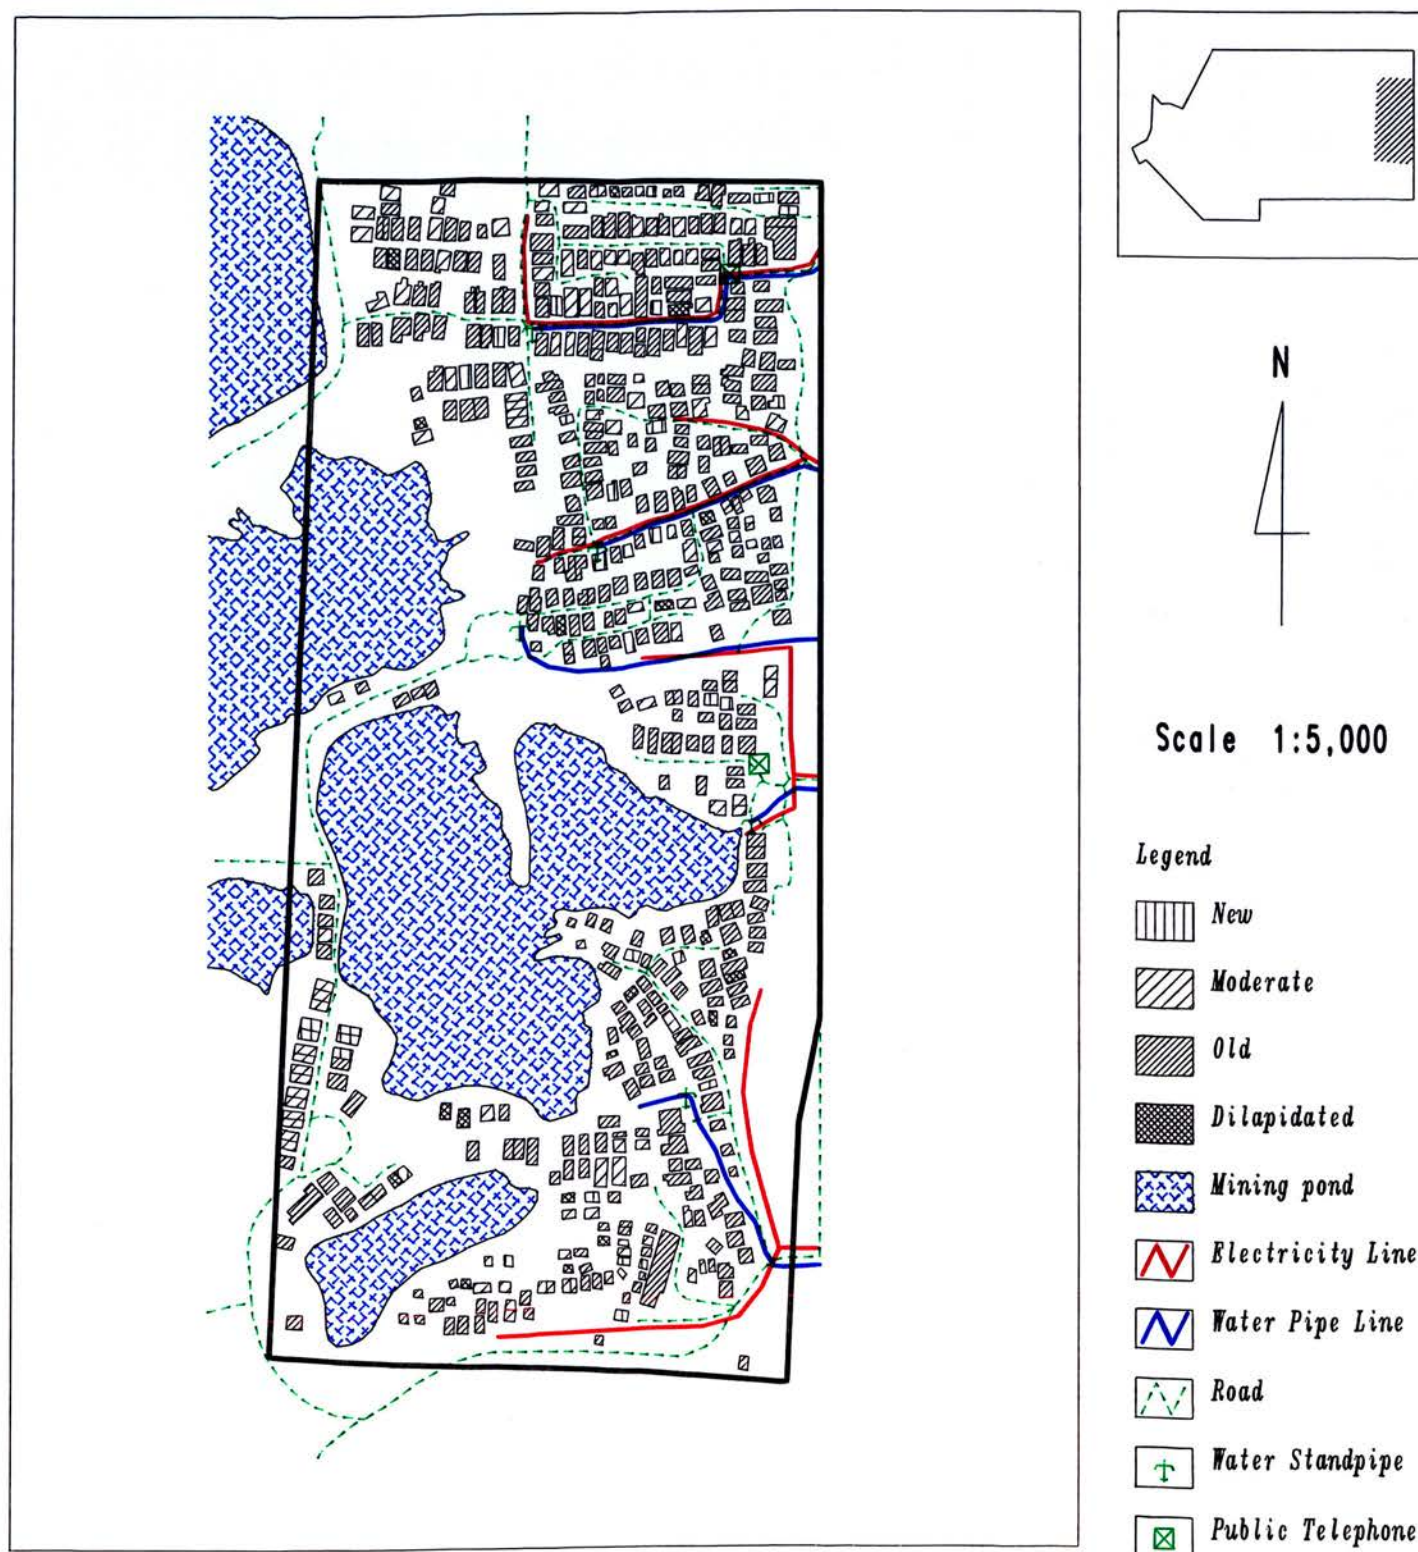 N
Scale 1:5,000
Legend
New
Moderate
Old
Dilapidated
Mining pond
Electricity Line
Water Pipe Line
Road
Water Standpipe
Public Telephone